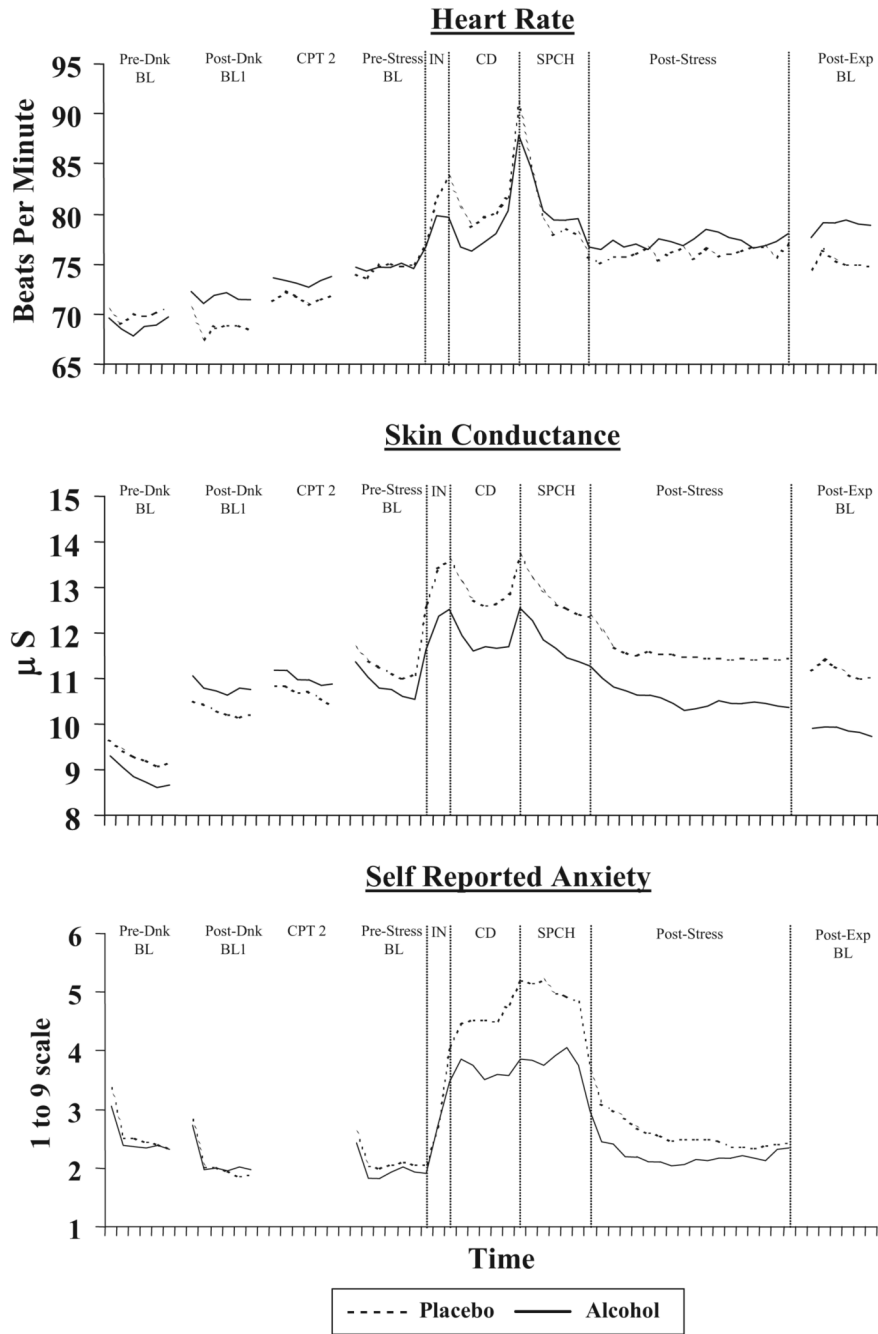 Heart Rate
Pre-Dnk Post-Dnk CPT 2 Pre-Stress IN CD SPCH Post-Stress Post-Exp
BL BL1 BL BL
95
90
85
80
75
70
65
Beats Per Minute
Skin Conductance
Pre-Dnk Post-Dnk CPT 2 Pre-Stress IN CD SPCH Post-Stress Post-Exp
BL BL1 BL BL
15
14
13
12
11
10
9
8
μ S
Self Reported Anxiety
Pre-Dnk Post-Dnk CPT 2 Pre-Stress IN CD SPCH Post-Stress Post-Exp
BL BL1 BL BL
6
5
4
3
2
1
1 to 9 scale
Time
Placebo Alcohol